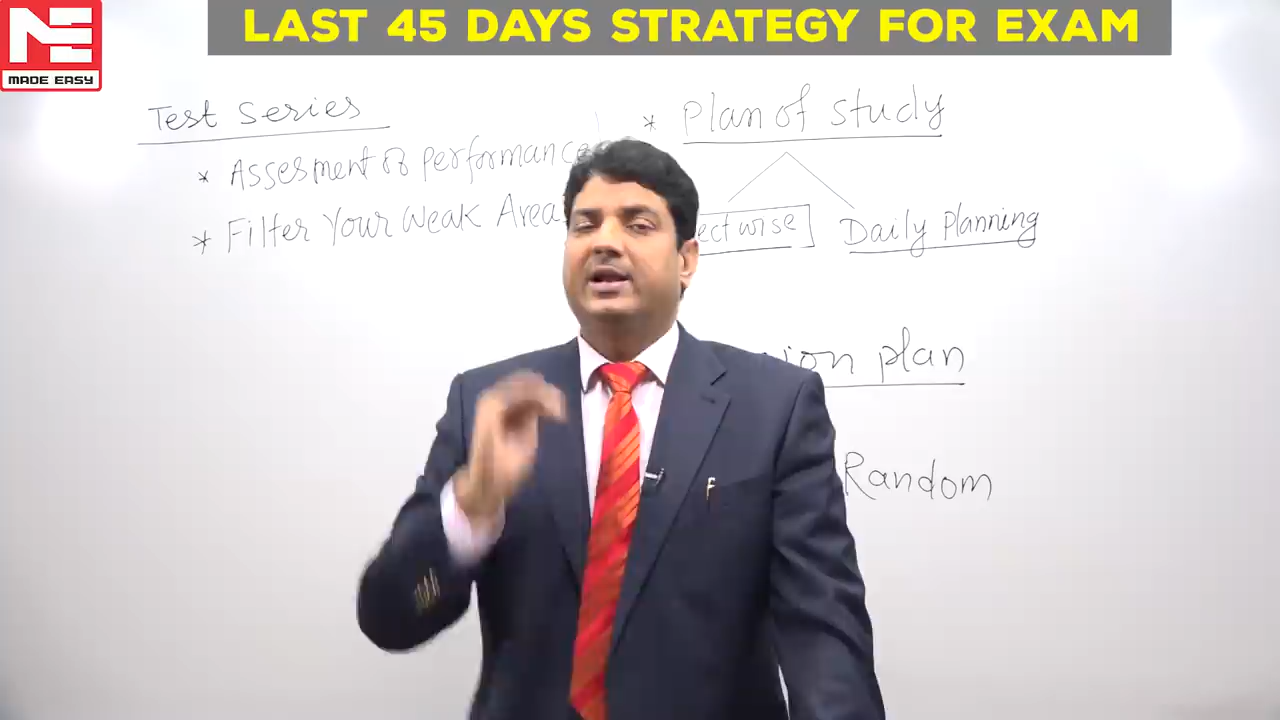 LAST 45 DAYS STRATEGY FOR EXAM
ME
MADE EASY
Test Series
* Assesment of performance
* Filter Your Weak Area
* Plan of study
ectwise
Daily Planning
ion plan
Random